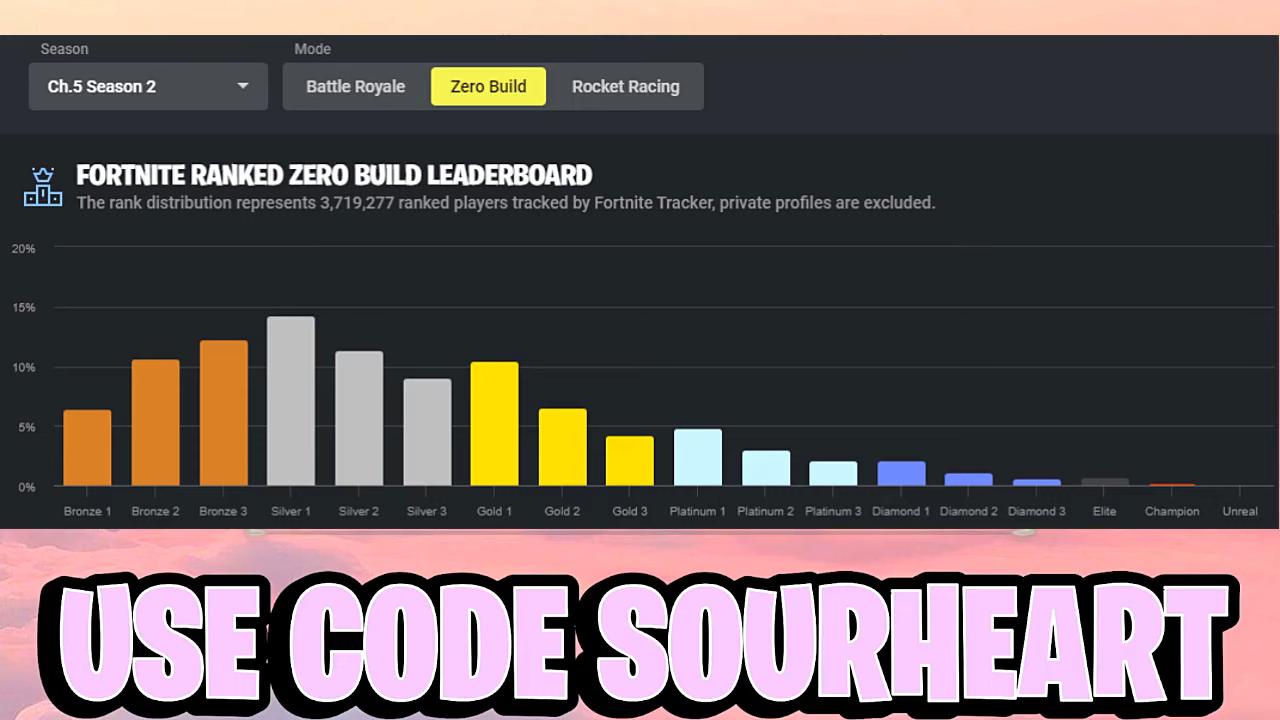 Season
Mode
Ch.5 Season 2
Battle Royale
Zero Build
Rocket Racing
FORTNITE RANKED ZERO BUILD LEADERBOARD
The rank distribution represents 3,719,277 ranked players tracked by Fortnite Tracker, private profiles are excluded.
20%
15%
10%
5%
0%
Bronze 1
Bronze 2
Bronze 3
Silver 1
Silver 2
Silver 3
Gold 1
Gold 2
Gold 3
Platinum 1
Platinum 2
Platinum 3
Diamond 1
Diamond 2
Diamond 3
Elite
Champion
Unreal
USE CODE SOURHEART